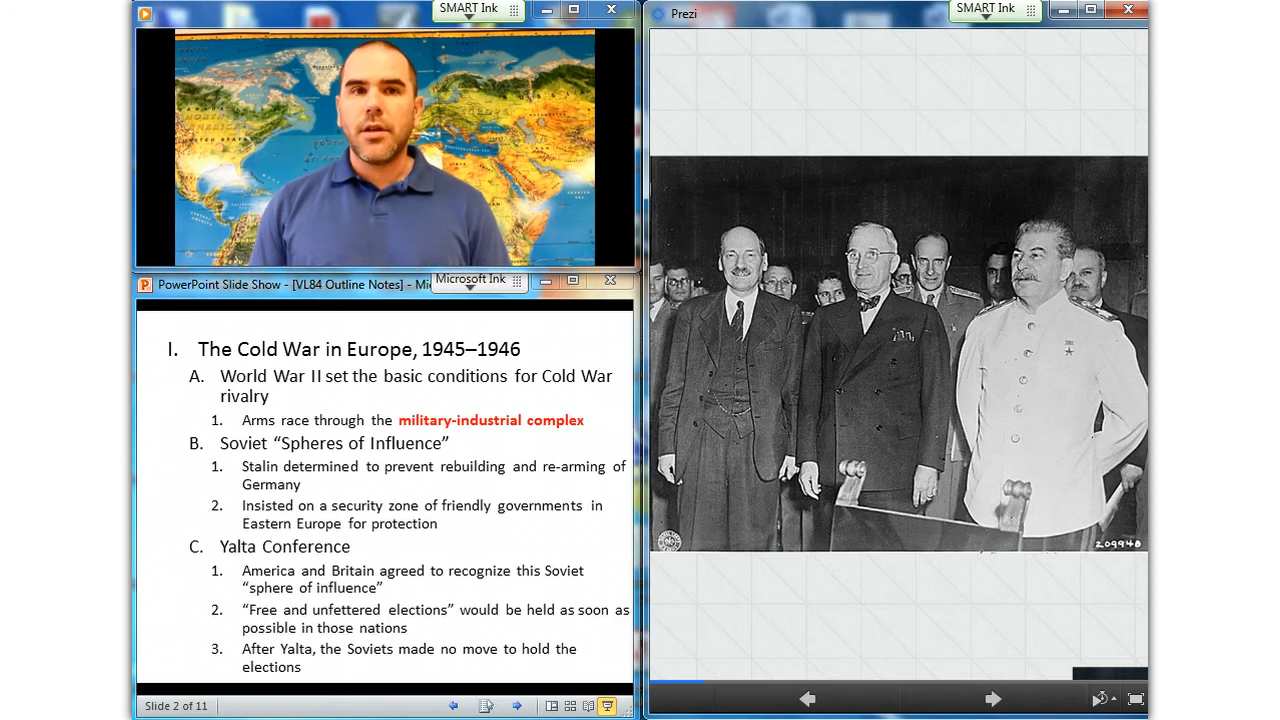 SMART Ink
SMART Ink
Prezi
Microsoft Ink
PowerPoint Slide Show - [VL84 Outline Notes] - Mi
I. The Cold War in Europe, 1945–1946
A. World War II set the basic conditions for Cold War
rivalry
1. Arms race through the military-industrial complex
B. Soviet “Spheres of Influence”
1. Stalin determined to prevent rebuilding and re-arming of
Germany
2. Insisted on a security zone of friendly governments in
Eastern Europe for protection
C. Yalta Conference
1. America and Britain agreed to recognize this Soviet
“sphere of influence”
2. “Free and unfettered elections” would be held as soon as
possible in those nations
3. After Yalta, the Soviets made no move to hold the
elections
Slide 2 of 11
209948